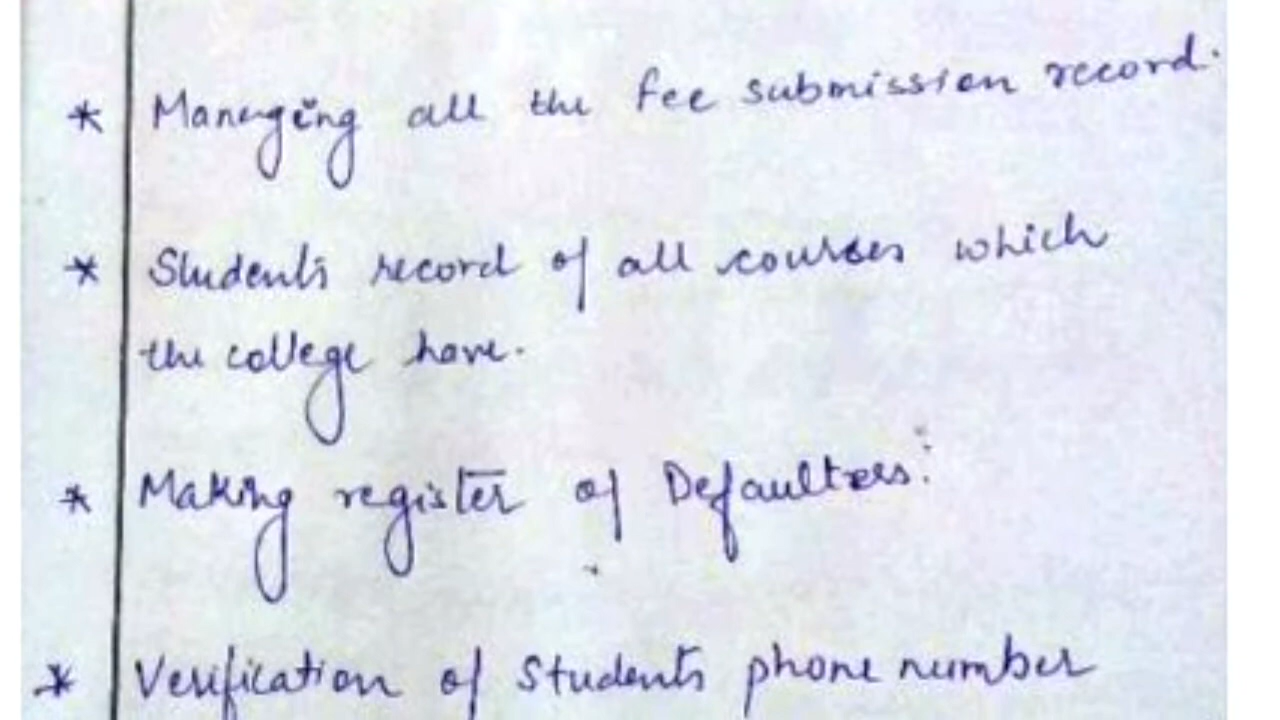 * Managing all the fee submission record.
* Students record of all courses which
the college have.
* Making register of Defaulters.
* Verification of Students phone number